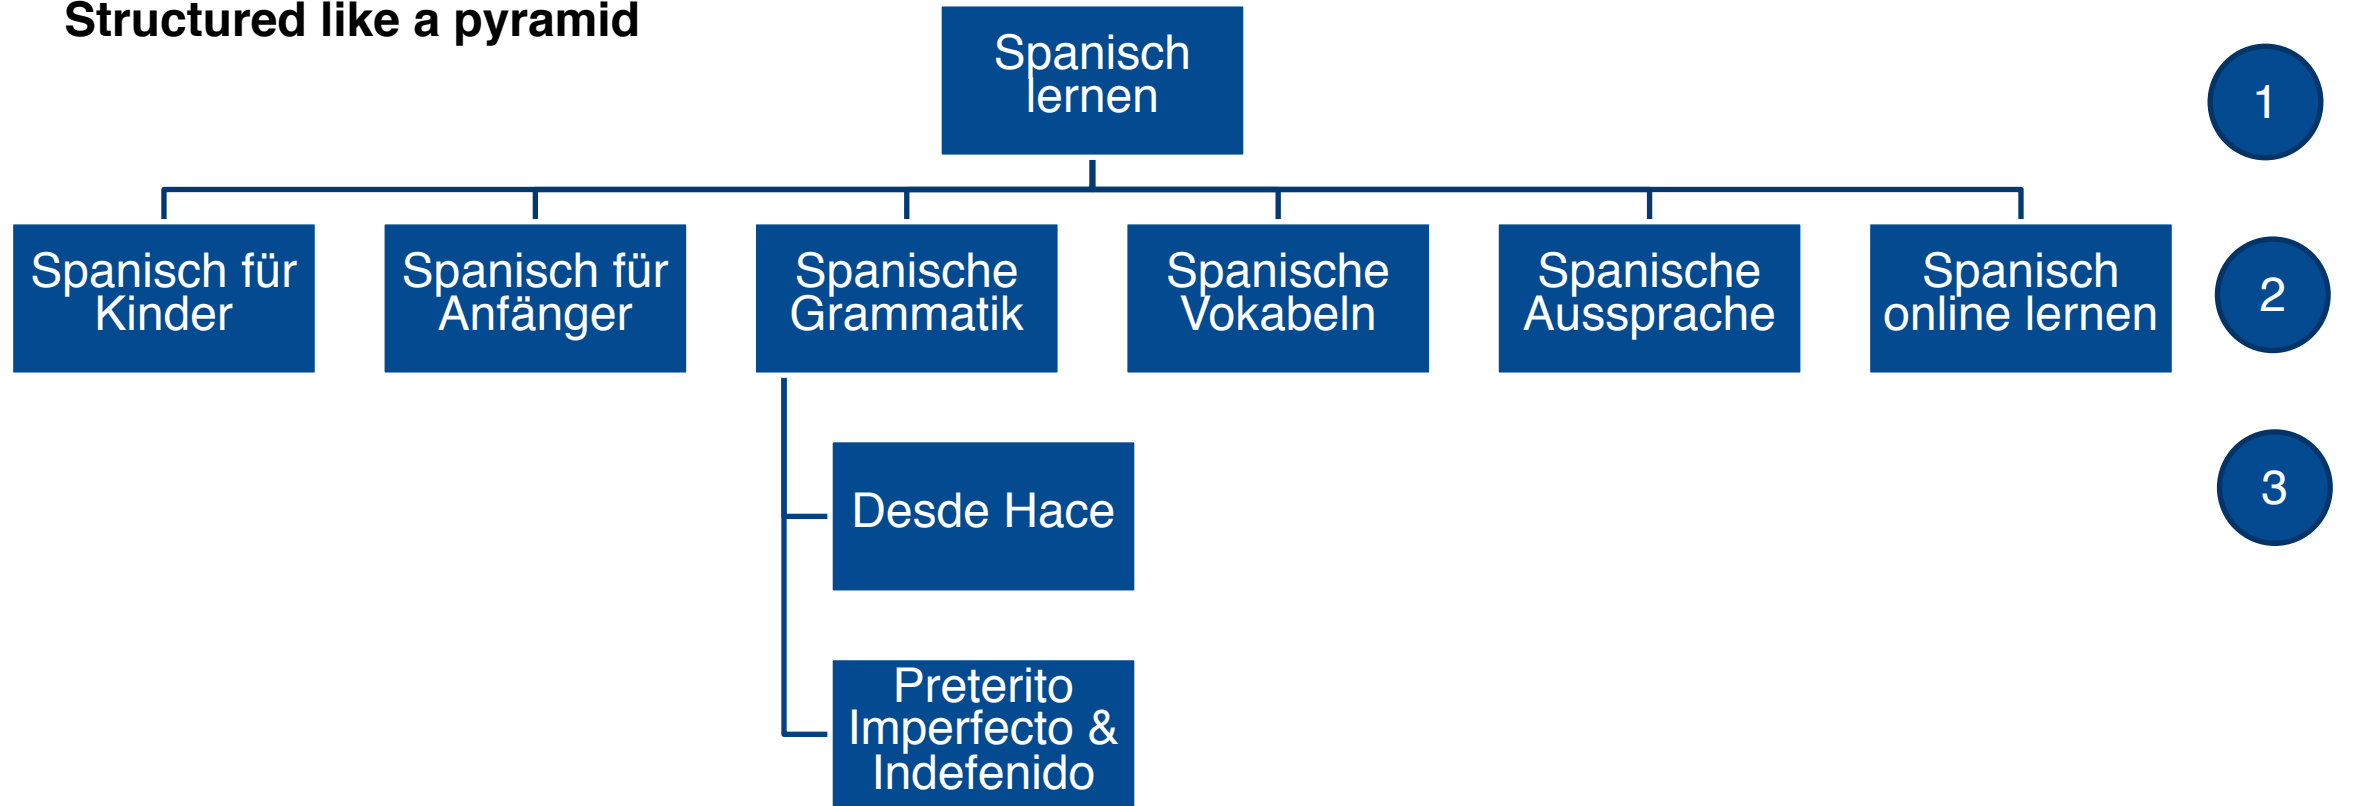 Structured like a pyramid
Spanisch
lernen
1
Spanisch für
Kinder
Spanisch für
Anfänger
Spanische
Grammatik
Spanische
Vokabeln
Spanische
Aussprache
Spanisch
online lernen
2
Desde Hace
3
Preterito
Imperfecto &
Indefenido